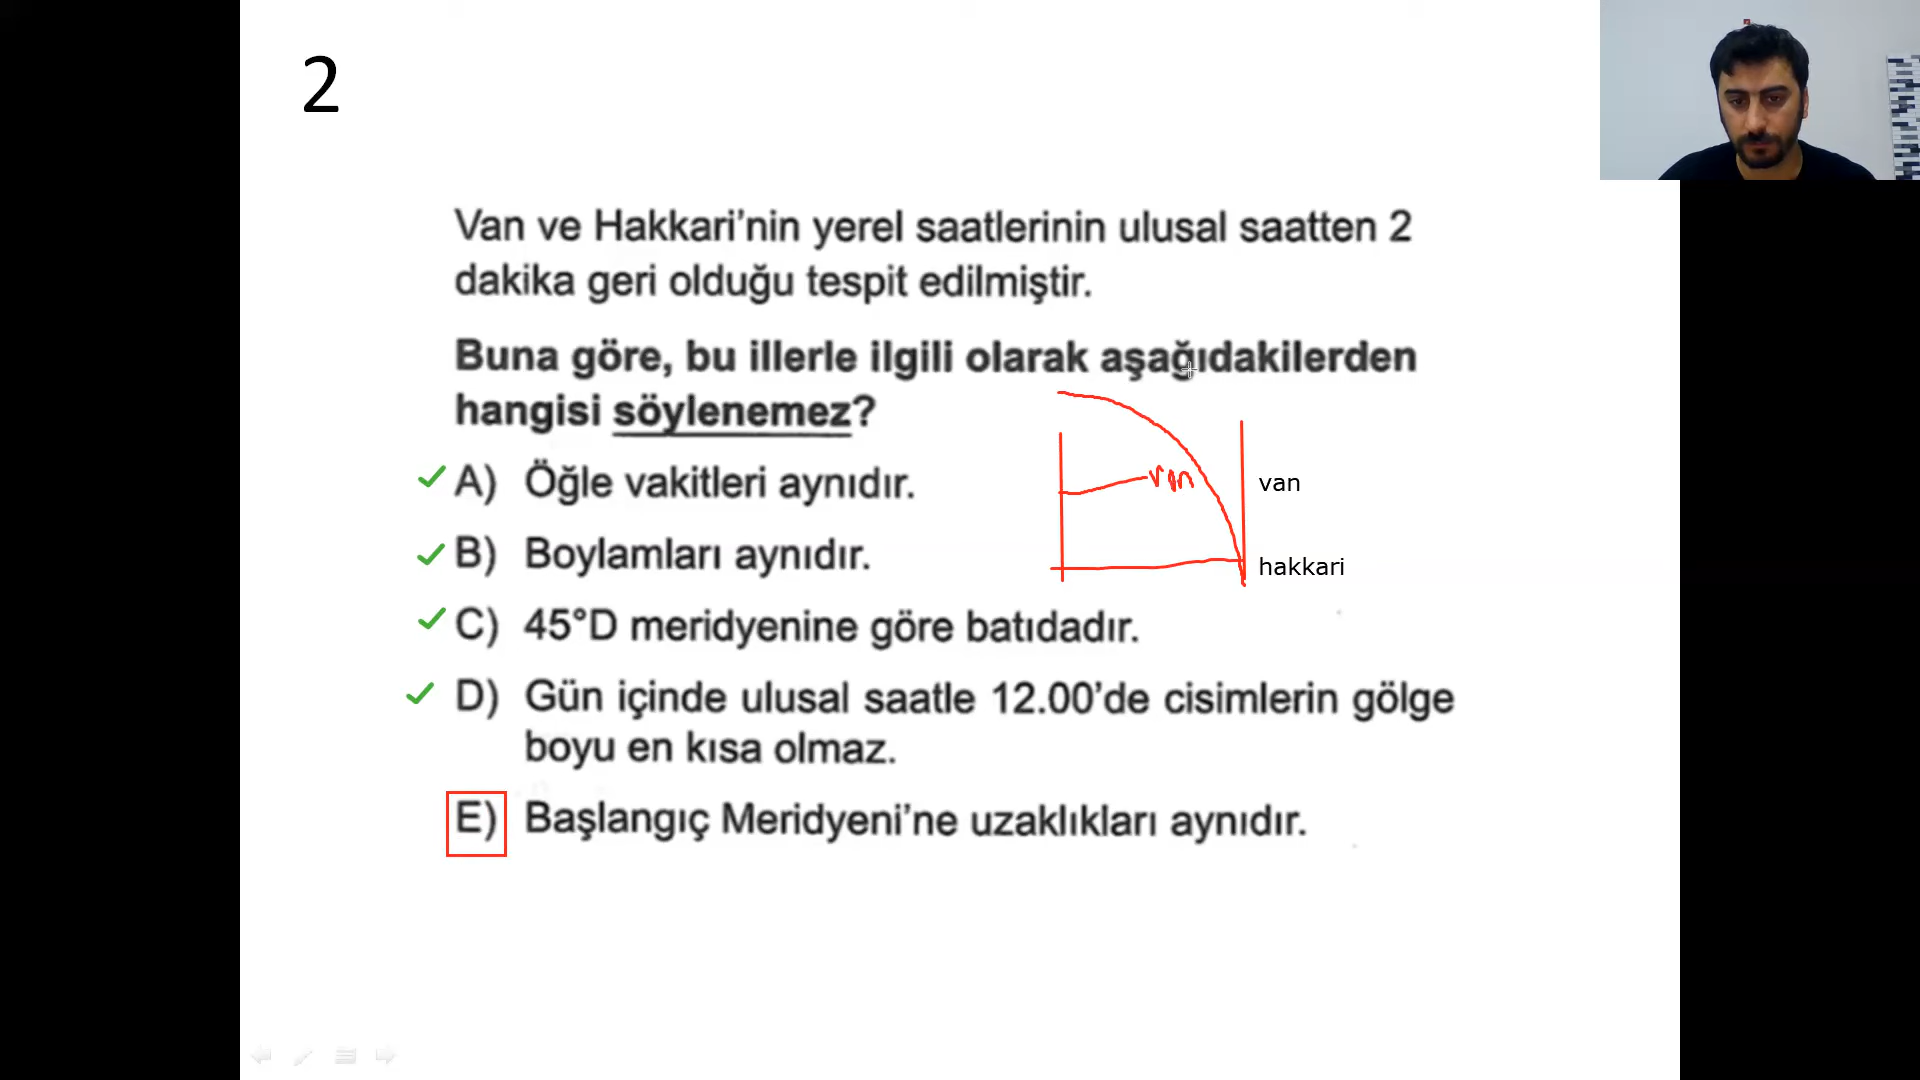 2
Van ve Hakkari'nin yerel saatlerinin ulusal saatten 2
dakika geri olduğu tespit edilmiştir.
Buna göre, bu illerle ilgili olarak aşağıdakilerden
hangisi söylenemez?
A) Öğle vakitleri aynıdır.
B) Boylamları aynıdır.
C) 45°D meridyenine göre batıdadır.
D) Gün içinde ulusal saatle 12.00'de cisimlerin gölge
boyu en kısa olmaz.
E) Başlangıç Meridyeni'ne uzaklıkları aynıdır.
van
van
hakkari